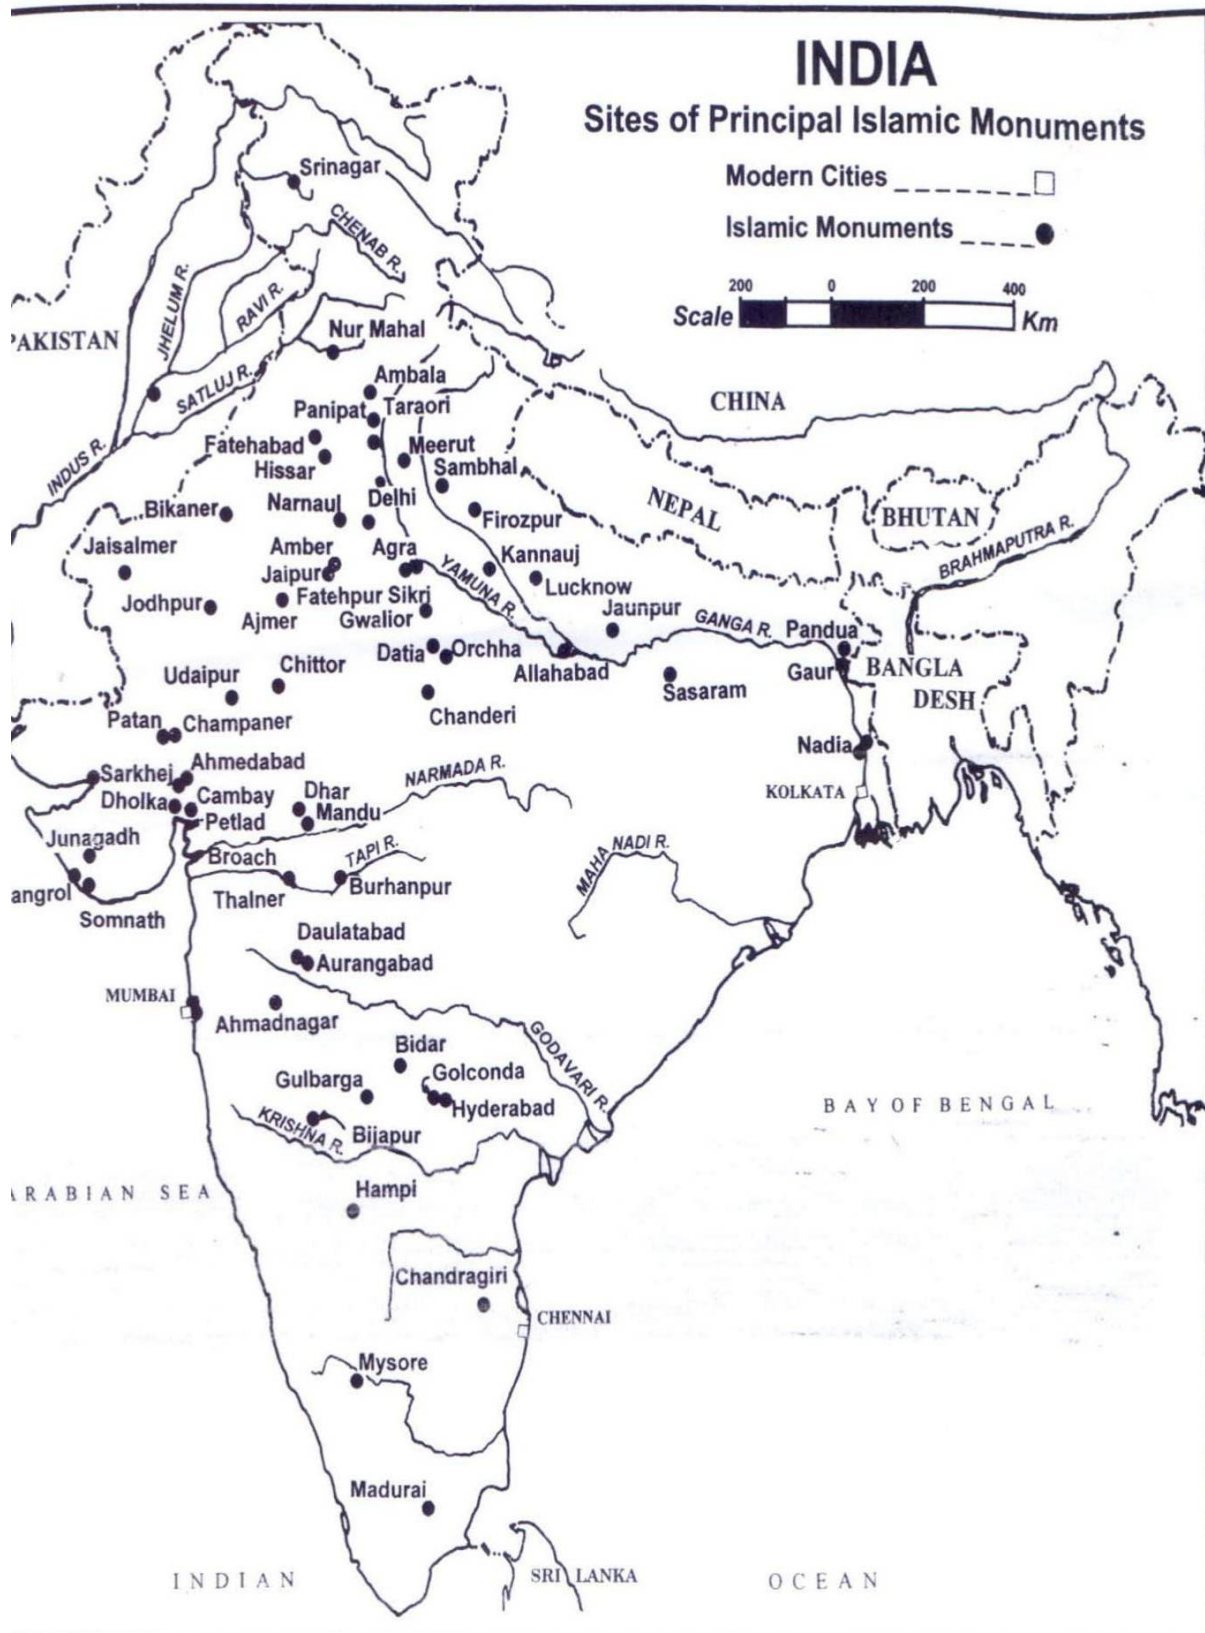 INDIA
Sites of Principal Islamic Monuments
Modern Cities
Islamic Monuments
200 0 200 400
Scale Km
Srinagar
CHENAB R.
JHELUM R.
RAVI R.
PAKISTAN
Nur Mahal
SATLUJ R.
Ambala
CHINA
Panipat Taraori
Fatehabad
Meerut
Hissar
Sambhal
INDUS R.
Delhi
Narnaul
Bikaner
NEPAL
Firozpur
BHUTAN
BRAHMAPUTRA R.
Jaisalmer
Amber
Agra
Kannauj
Jaipur
YAMUNA R.
Lucknow
Jodhpur
Fatehpur Sikri
Ajmer
Gwalior
Jaunpur
GANGA R.
Pandua
Datia
Orchha
Chittor
Udaipur
Allahabad
Gaur
BANGLA
DESH
Sasaram
Chanderi
Patan
Champaner
Nadia
Sarkhej
Ahmedabad
NARMADA R.
KOLKATA
Dholka
Cambay
Dhar
Petlad
Mandu
Junagadh
MAHA NADI R.
Broach
TAPI R.
angrol
Thalner
Burhanpur
Somnath
Daulatabad
Aurangabad
MUMBAI
Ahmadnagar
GODAVARI R.
Bidar
Golconda
Gulbarga
Hyderabad
BAY OF BENGAL
KRISHNA R.
Bijapur
ARABIAN SEA
Hampi
Chandragiri
CHENNAI
Mysore
Madurai
INDIAN
SRI LANKA
OCEAN